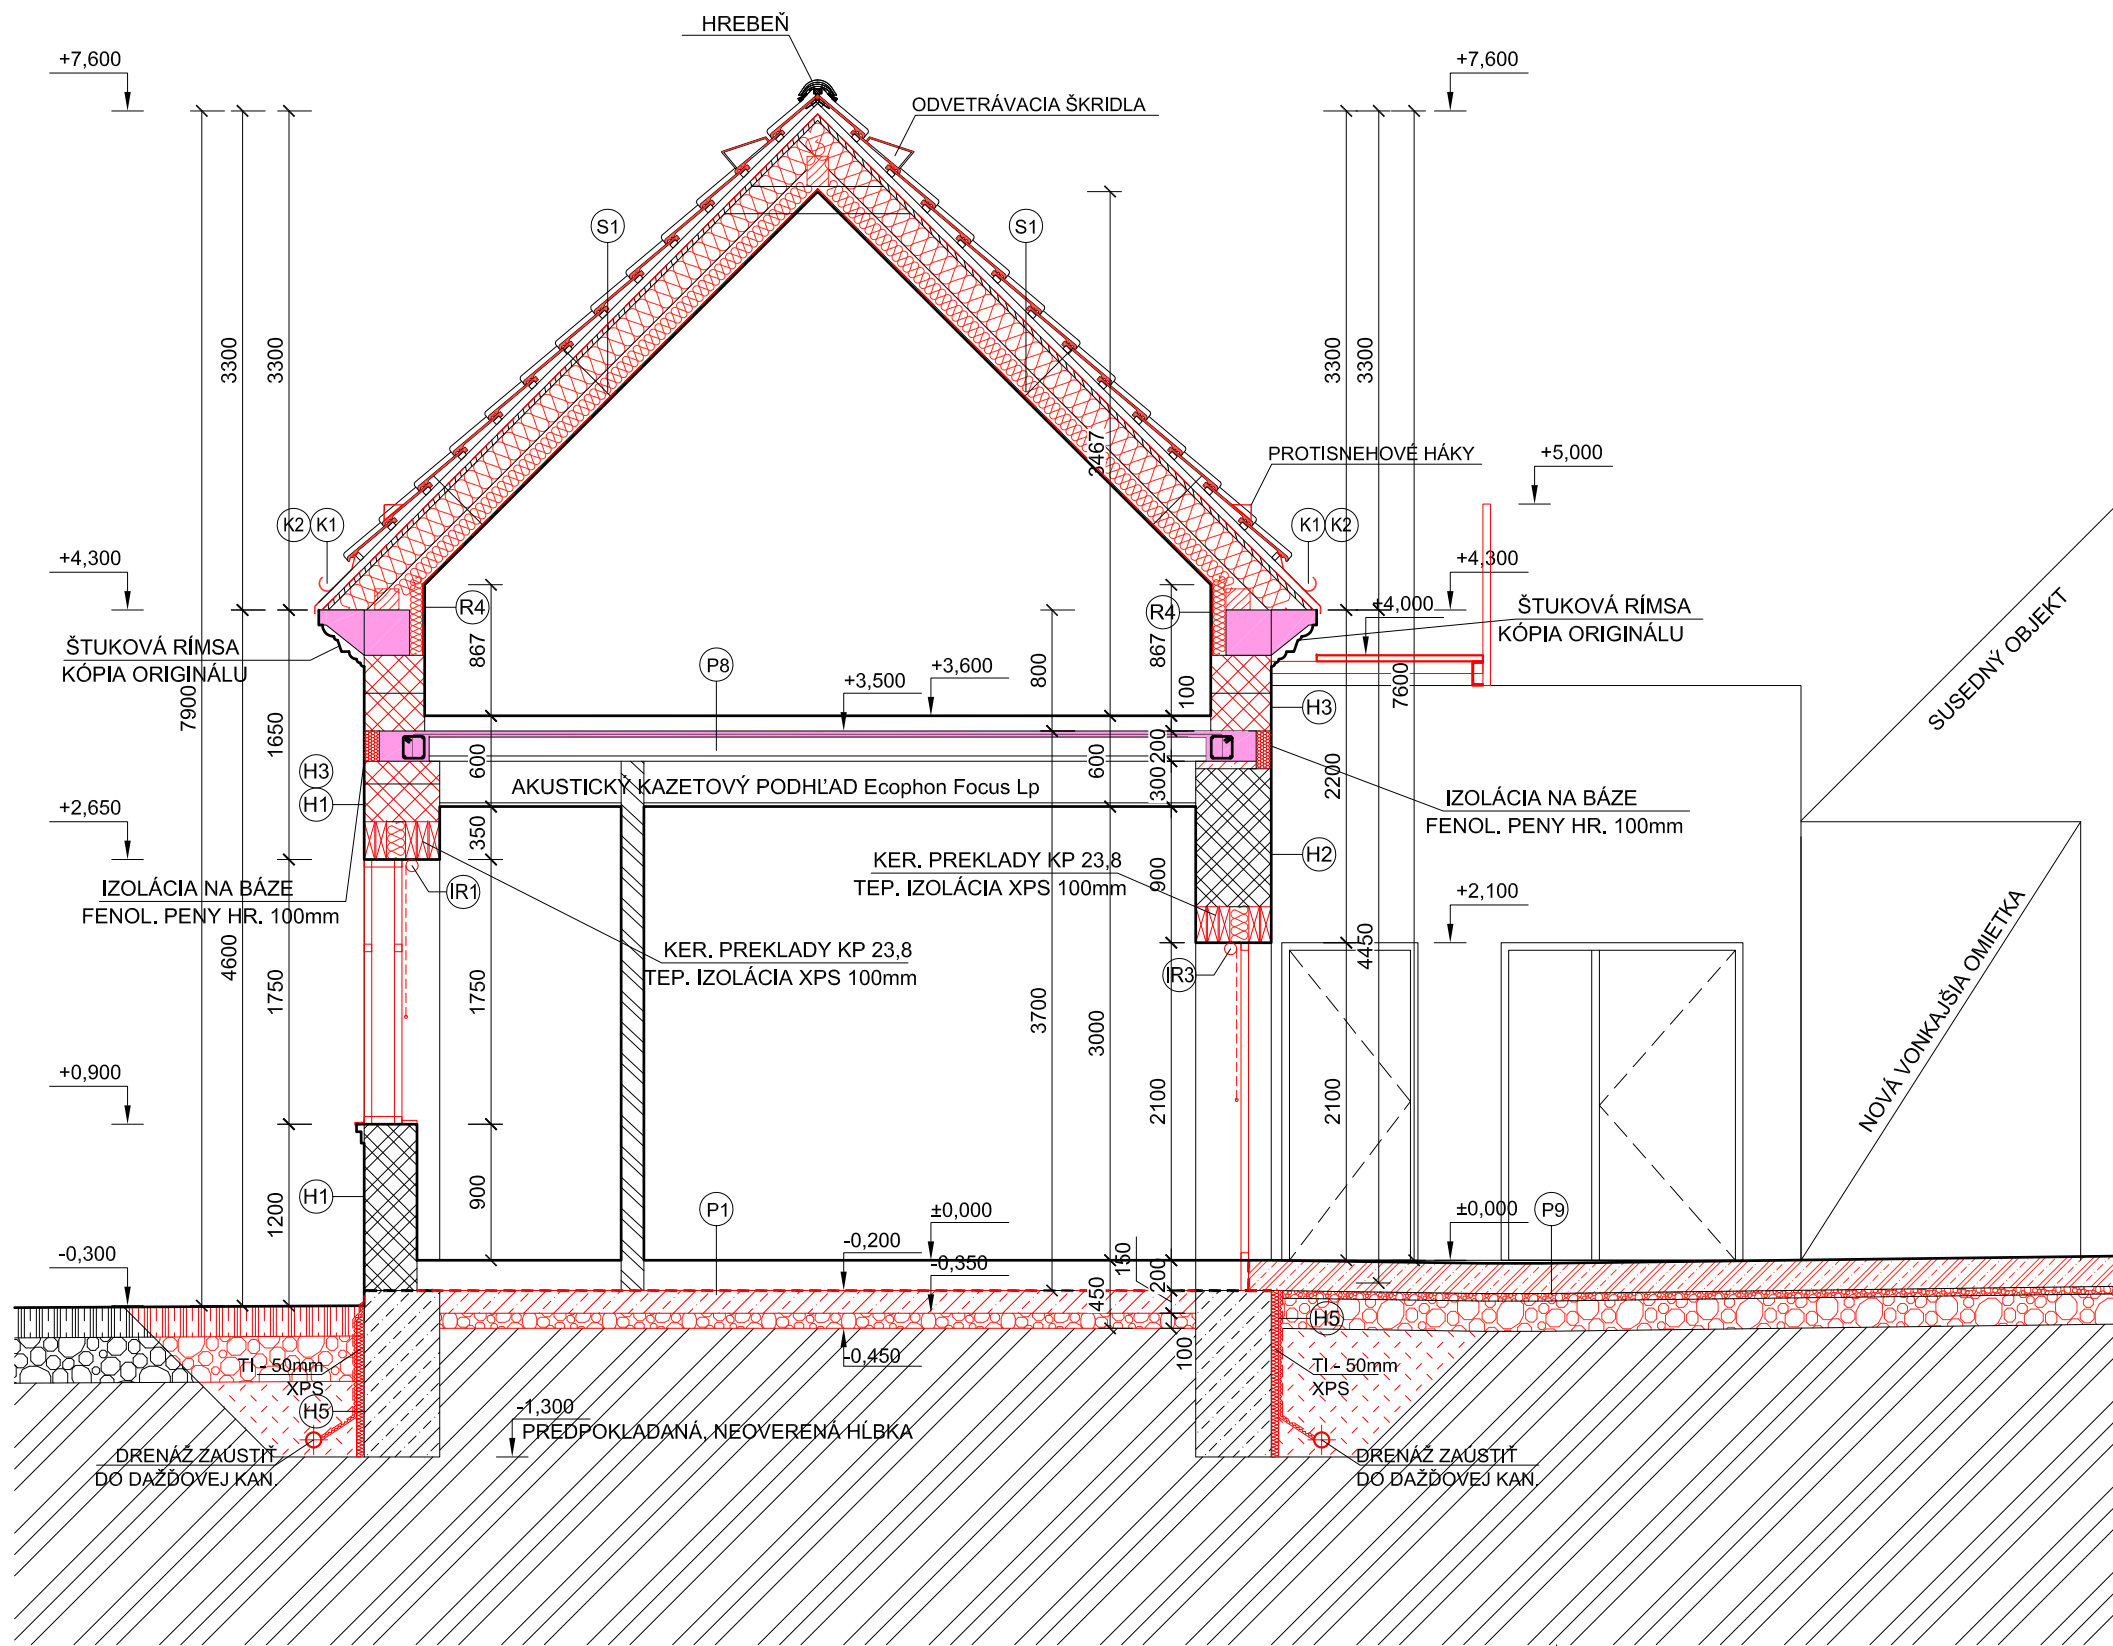 HREBEŇ
+7,600
+7,600
ODVETRÁVACIA ŠKRIDLA
S1
S1
3300
3300
3300
3300
3467
PROTISNEHOVÉ HÁKY
+5,000
K2
K1
K1
K2
+4,300
+4,300
R4
R4
+4,000
ŠTUKOVÁ RÍMSA
KÓPIA ORIGINÁLU
ŠTUKOVÁ RÍMSA
KÓPIA ORIGINÁLU
SUSEDNÝ OBJEKT
867
867
P8
+3,600
+3,500
800
100
7900
1650
7600
H3
H3
H1
600
600
200
300
2200
AKUSTICKÝ KAZETOVÝ PODHĽAD Ecophon Focus Lp
+2,650
350
IZOLÁCIA NA BÁZE
FENOL. PENY HR. 100mm
IZOLÁCIA NA BÁZE
FENOL. PENY HR. 100mm
H2
KER. PREKLADY KP 23,8
TEP. IZOLÁCIA XPS 100mm
900
IR1
+2,100
KER. PREKLADY KP 23,8
TEP. IZOLÁCIA XPS 100mm
IR3
4600
1750
1750
4450
3700
3000
NOVÁ VONKAJŠIA OMIETKA
+0,900
2100
2100
H1
1200
900
P1
±0,000
±0,000
P9
-0,300
-0,200
-0,350
150
200
450
100
H5
TI - 50mm
XPS
H5
-0,450
TI - 50mm
XPS
-1,300
PREDPOKLADANÁ, NEOVERENÁ HĹBKA
DRENÁŽ ZAUSTIŤ
DO DAŽĎOVEJ KAN.
DRENÁŽ ZAUSTIŤ
DO DAŽĎOVEJ KAN.